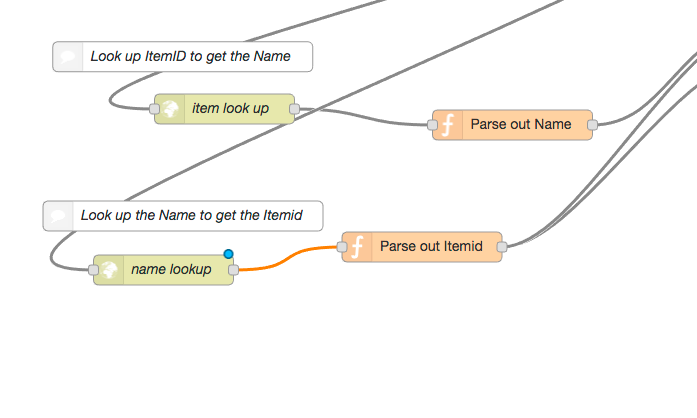 Look up ItemID to get the Name
item look up
Parse out Name
Look up the Name to get the Itemid
Parse out Itemid
name lookup